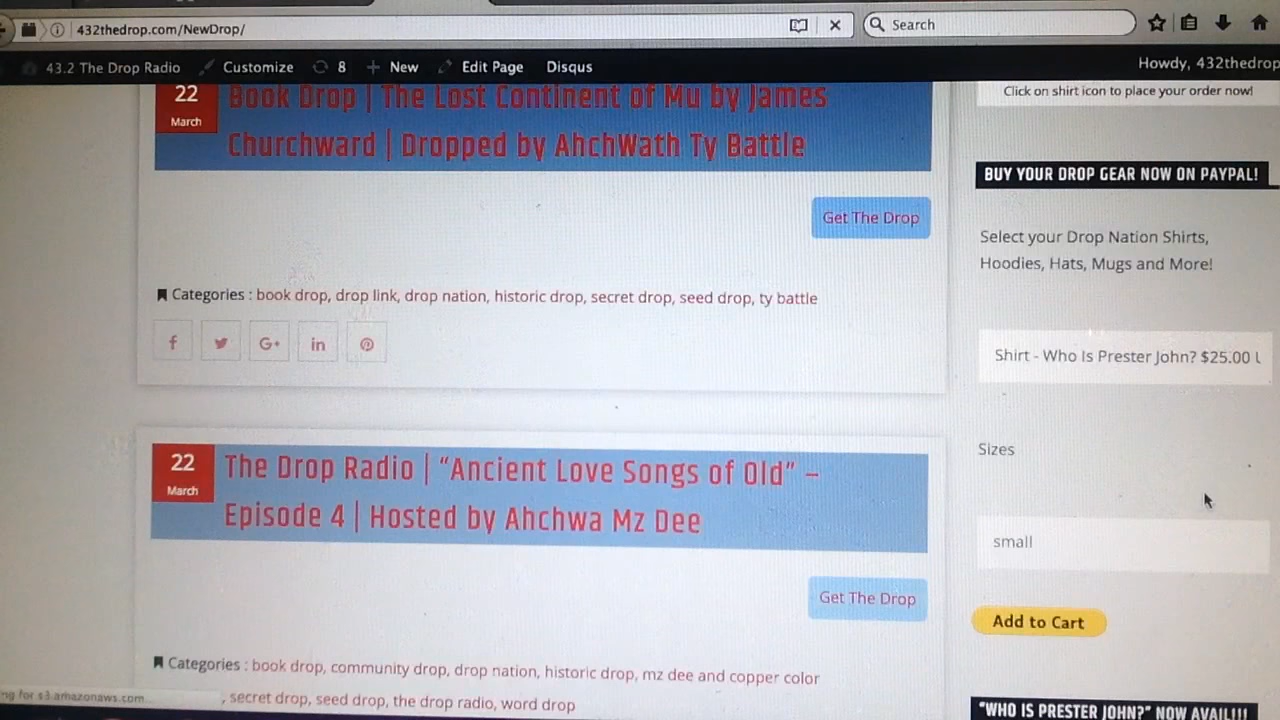 432thedrop.com/NewDrop/
Search
43.2 The Drop Radio Customize 8 New Edit Page Disqus
Howdy, 432thedrop
22
March
Book Drop | The Lost Continent of Mu by James
Churchward | Dropped by AhchWath Ty Battle
Get The Drop
Categories : book drop, drop link, drop nation, historic drop, secret drop, seed drop, ty battle
f
G+
in
22
March
The Drop Radio | “Ancient Love Songs of Old” –
Episode 4 | Hosted by Ahchwa Mz Dee
Get The Drop
Categories : book drop, community drop, drop nation, historic drop, mz dee and copper color
, secret drop, seed drop, the drop radio, word drop
ng for s3.amazonaws.com...
Click on shirt icon to place your order now!
BUY YOUR DROP GEAR NOW ON PAYPAL!
Select your Drop Nation Shirts,
Hoodies, Hats, Mugs and More!
Shirt - Who Is Prester John? $25.00 U
Sizes
small
Add to Cart
"WHO IS PRESTER JOHN?" NOW